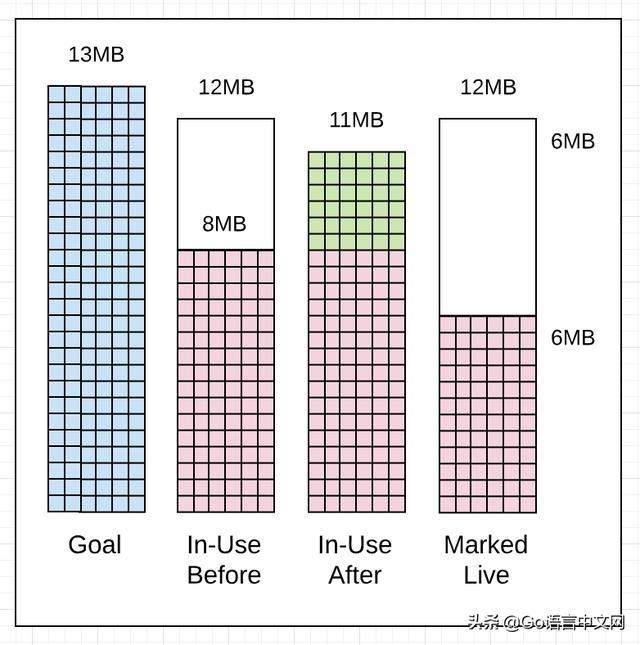 13MB
12MB
8MB
11MB
12MB
6MB
6MB
Goal
In-Use
Before
In-Use
After
Marked
Live
头条 @Go语言中文网